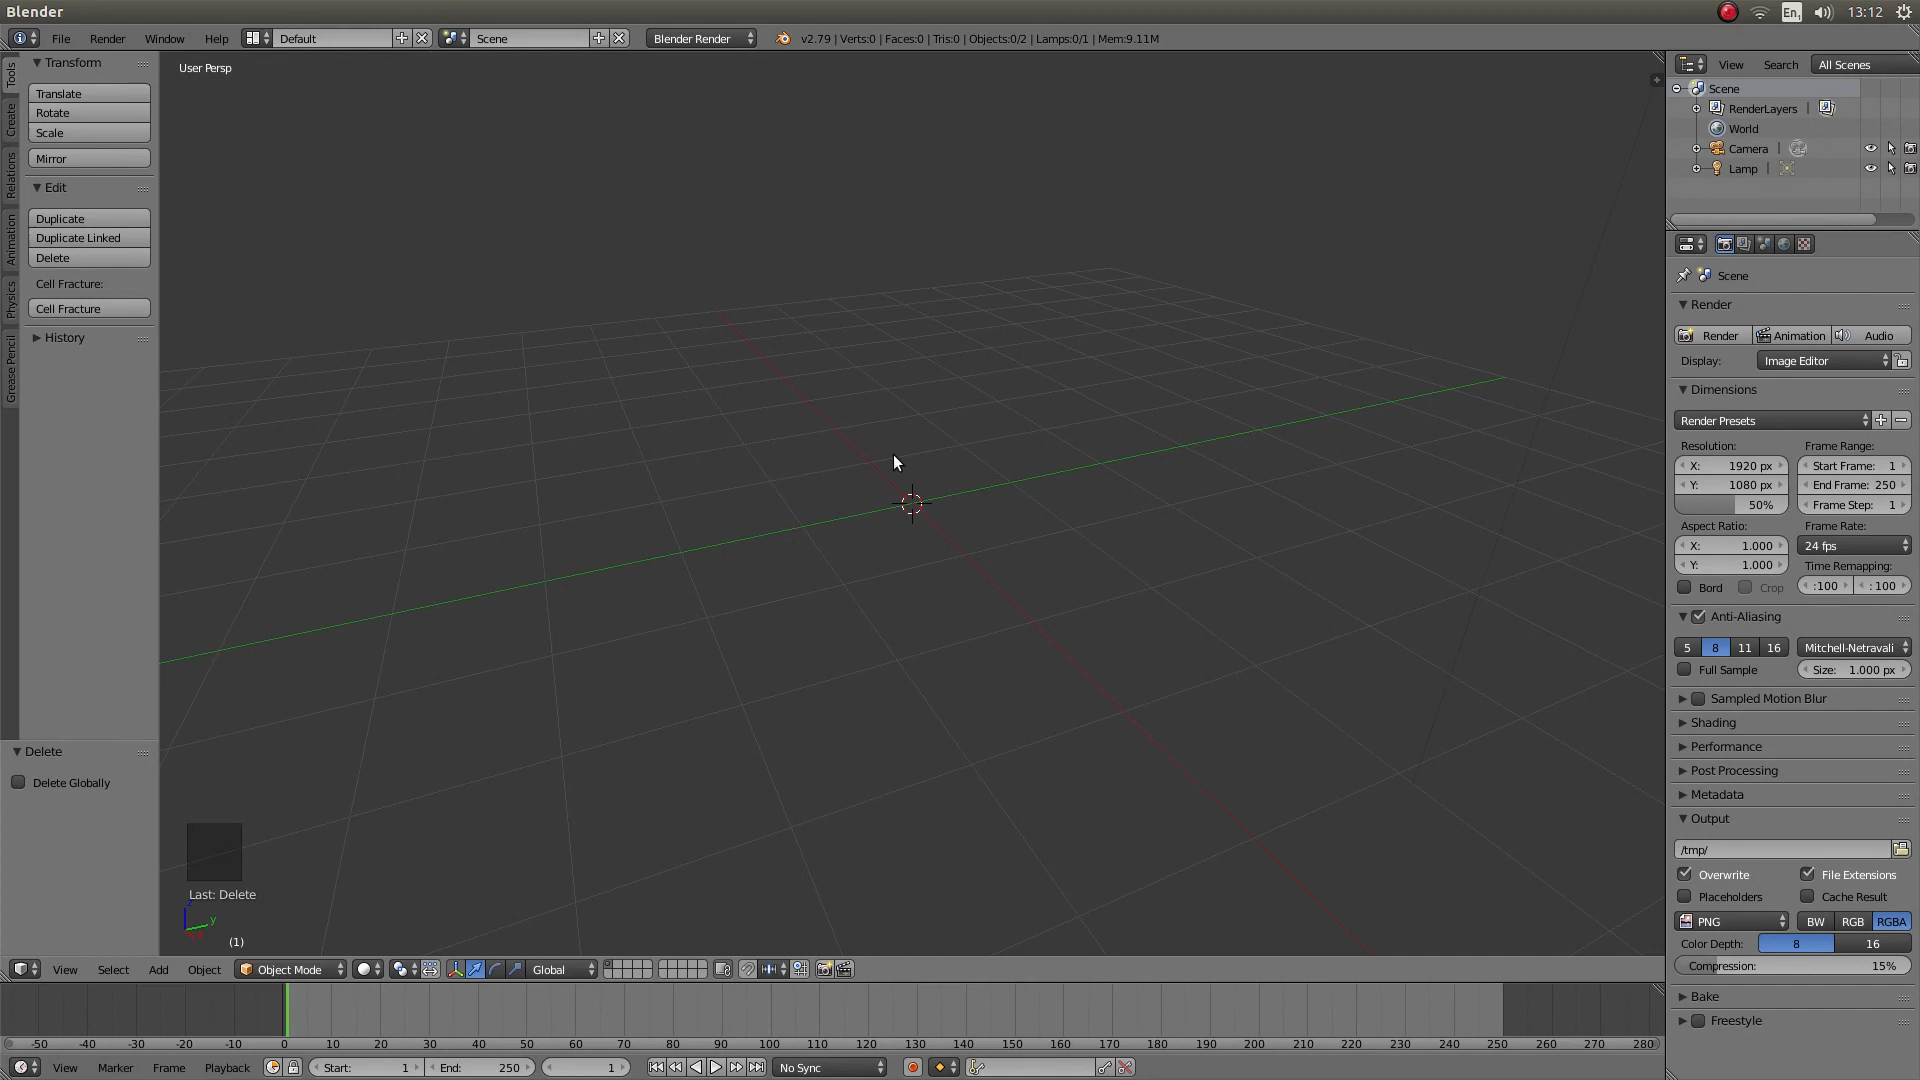 Blender
En1 13:12
File Render Window Help Default Scene Blender Render v2.79 | Verts:0 | Faces:0 | Tris:0 | Objects:0/2 | Lamps:0/1 | Mem:9.11M
Tools
Create
Relations
Animation
Physics
Grease Pencil
Transform
Translate
Rotate
Scale
Mirror
Edit
Duplicate
Duplicate Linked
Delete
Cell Fracture:
Cell Fracture
History
Delete
Delete Globally
User Persp
Last: Delete
z
y
(1)
View Select Add Object Object Mode Global
-50 -40 -30 -20 -10 0 10 20 30 40 50 60 70 80 90 100 110 120 130 140 150 160 170 180 190 200 210 220 230 240 250 260 270 280
View Marker Frame Playback Start: 1 End: 250 1 No Sync
View Search All Scenes
Scene
RenderLayers |
World
Camera |
Lamp |
Scene
Render
Render Animation Audio
Display: Image Editor
Dimensions
Render Presets
Resolution: Frame Range:
X: 1920 px Start Frame: 1
Y: 1080 px End Frame: 250
50% Frame Step: 1
Aspect Ratio: Frame Rate:
X: 1.000 24 fps
Y: 1.000 Time Remapping:
Bord Crop :100 : 100
Anti-Aliasing
5 8 11 16 Mitchell-Netravali
Full Sample Size: 1.000 px
Sampled Motion Blur
Shading
Performance
Post Processing
Metadata
Output
/tmp/
Overwrite File Extensions
Placeholders Cache Result
PNG BW RGB RGBA
Color Depth: 8 16
Compression: 15%
Bake
Freestyle